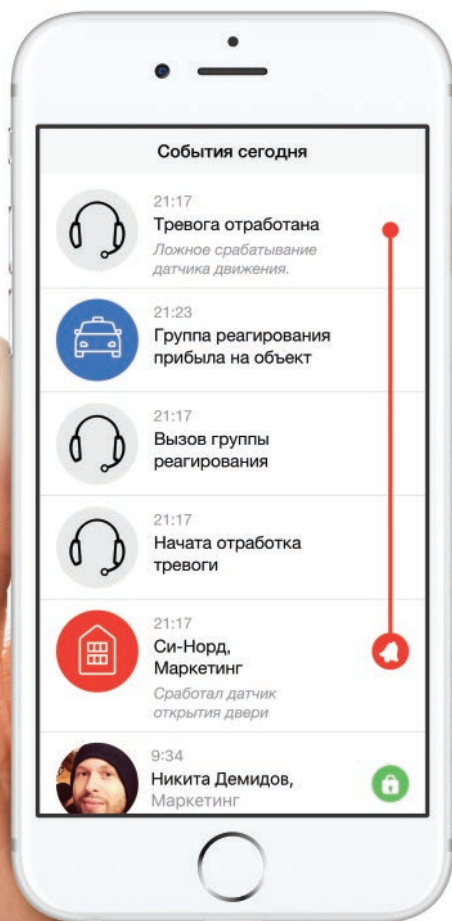 События сегодня
21:17
Тревога отработана
Ложное срабатывание
датчика движения.
21:23
Группа реагирования
прибыла на объект
21:17
Вызов группы
реагирования
21:17
Начата отработка
тревоги
21:17
Си-Норд,
Маркетинг
Сработал датчик
открытия двери
9:34
Никита Демидов,
Маркетинг